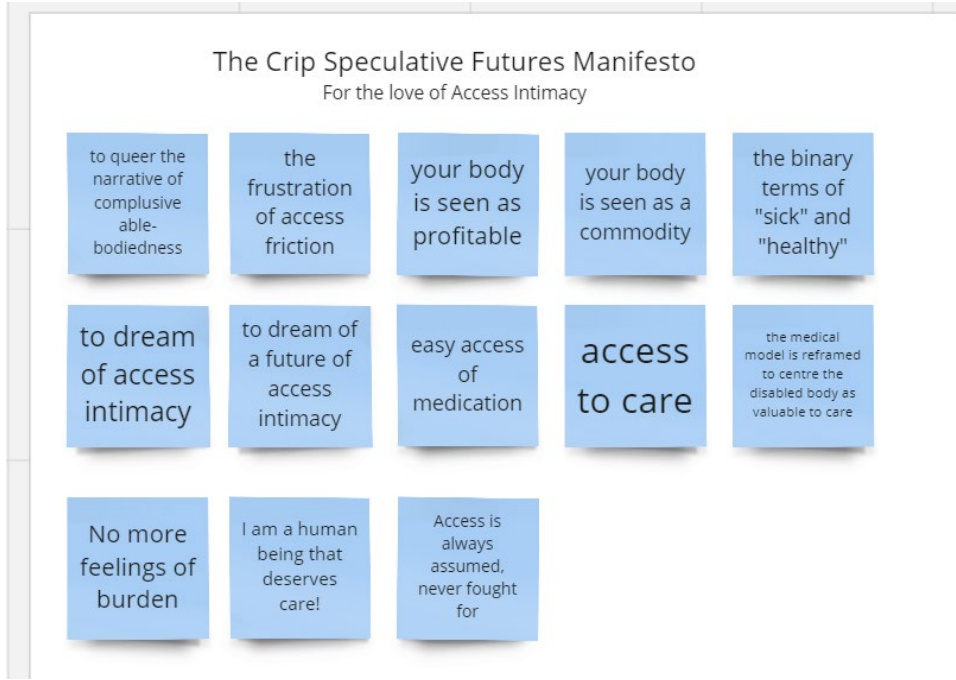 The Crip Speculative Futures Manifesto
For the love of Access Intimacy
to queer the
narrative of
complusive
able-
bodiedness
the
frustration
of access
friction
your body
is seen as
profitable
your body
is seen as a
commodity
the binary
terms of
"sick" and
"healthy"
to dream
of access
intimacy
to dream of
a future of
access
intimacy
easy access
of
medication
access
to care
the medical
model is reframed
to centre the
disabled body as
valuable to care
No more
feelings of
burden
I am a human
being that
deserves
care!
Access is
always
assumed,
never fought
for